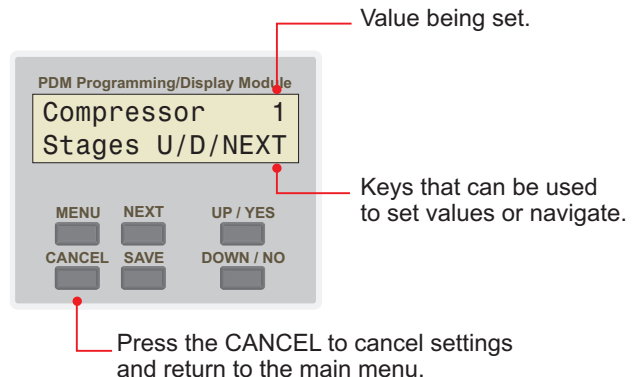 Value being set.
PDM Programming/Display Module
Compressor 1
Stages U/D/NEXT
Keys that can be used
to set values or navigate.
MENU NEXT UP / YES
CANCEL SAVE DOWN / NO
Press the CANCEL to cancel settings
and return to the main menu.